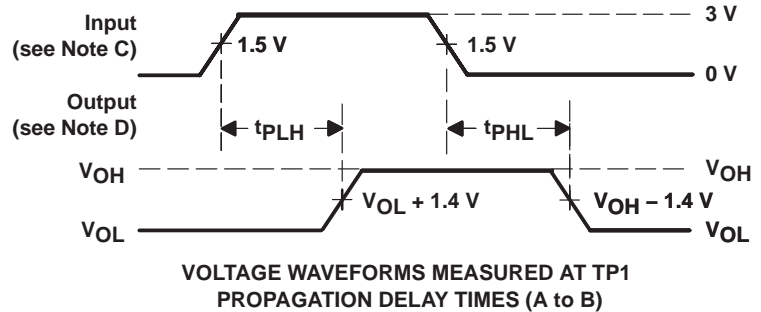 Input
(see Note C)
1.5 V
1.5 V
3 V
0 V
Output
(see Note D)
tPLH
tPHL
VOH
VOH
VOL + 1.4 V
VOH – 1.4 V
VOL
VOL
VOLTAGE WAVEFORMS MEASURED AT TP1
PROPAGATION DELAY TIMES (A to B)